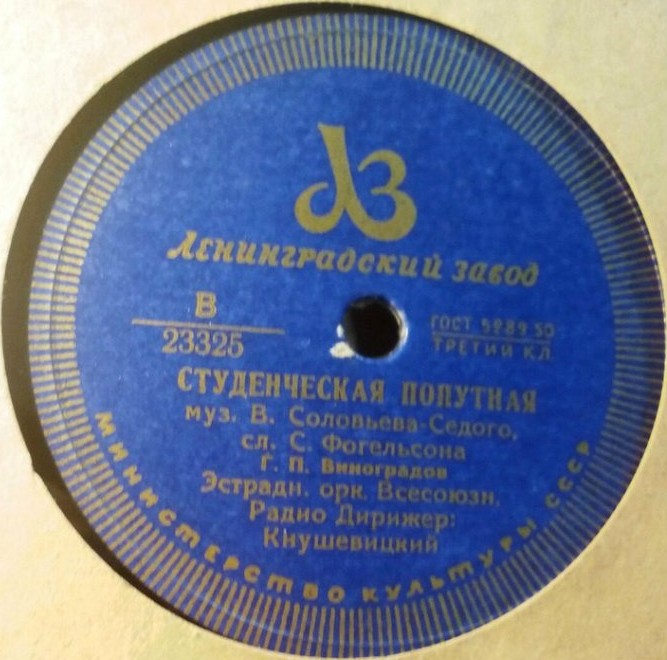 ЛЗ
Ленинградский завод
В
23325
ГОСТ 5289-50
ТРЕТИЙ КЛ.
СТУДЕНЧЕСКАЯ ПОПУТНАЯ
муз. В. Соловьева-Седого,
сл. С. Фогельсона
Г. П. Виноградов
Эстрадн. орк. Всесоюзн.
Радио Дирижер:
Кнушевицкий
МИНИСТЕРСТВО КУЛЬТУРЫ СССР